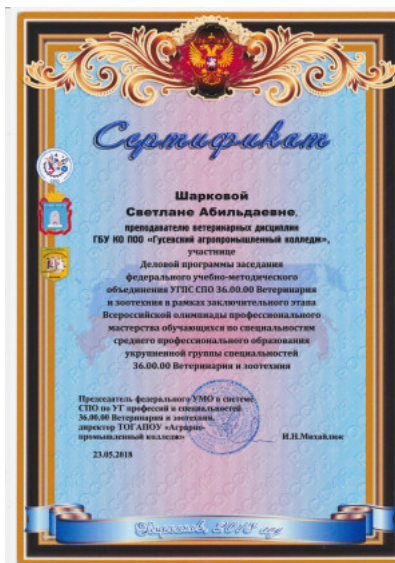 Сертификат
Шарковой
Светлане Абильдаевне,
преподавателю ветеринарных дисциплин
ГБУ КО ПОО «Гусевский агропромышленный колледж»,
участнице
Деловой программы заседания
федерального учебно-методического
объединения УГПС СПО 36.00.00 Ветеринария
и зоотехния в рамках заключительного этапа
Всероссийской олимпиады профессионального
мастерства обучающихся по специальностям
среднего профессионального образования
укрупненной группы специальностей
36.00.00 Ветеринария и зоотехния
Председатель федерального УМО в системе
СПО по УГ профессий и специальностей
36.00.00 Ветеринария и зоотехния,
директор ТОГАПОУ «Аграрно-
промышленный колледж»
И.Н.Михайлюк
23.05.2018
2018 год